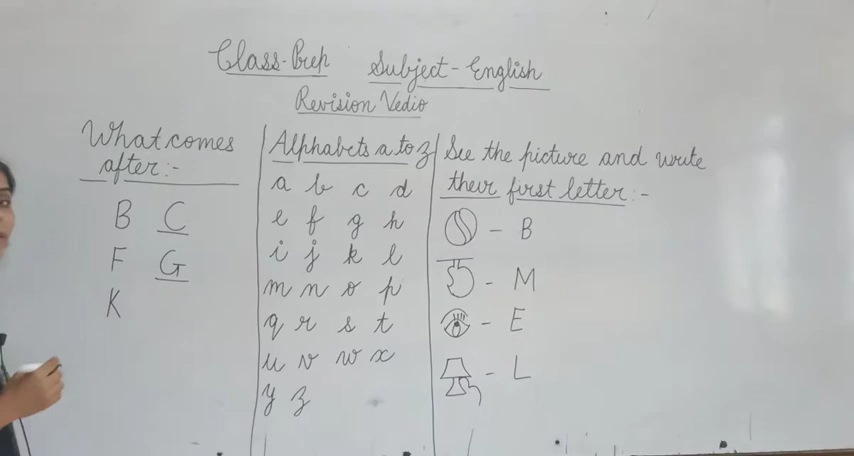 Class-Prep Subject-English
Revision Vedio
What comes
after:-
B C
F G
K
Alphabets a to z
a b c d
e f g h
i j k l
m n o p
q r s t
u v w x
y z
See the picture and write
their first letter:-
- B
- M
- E
- L